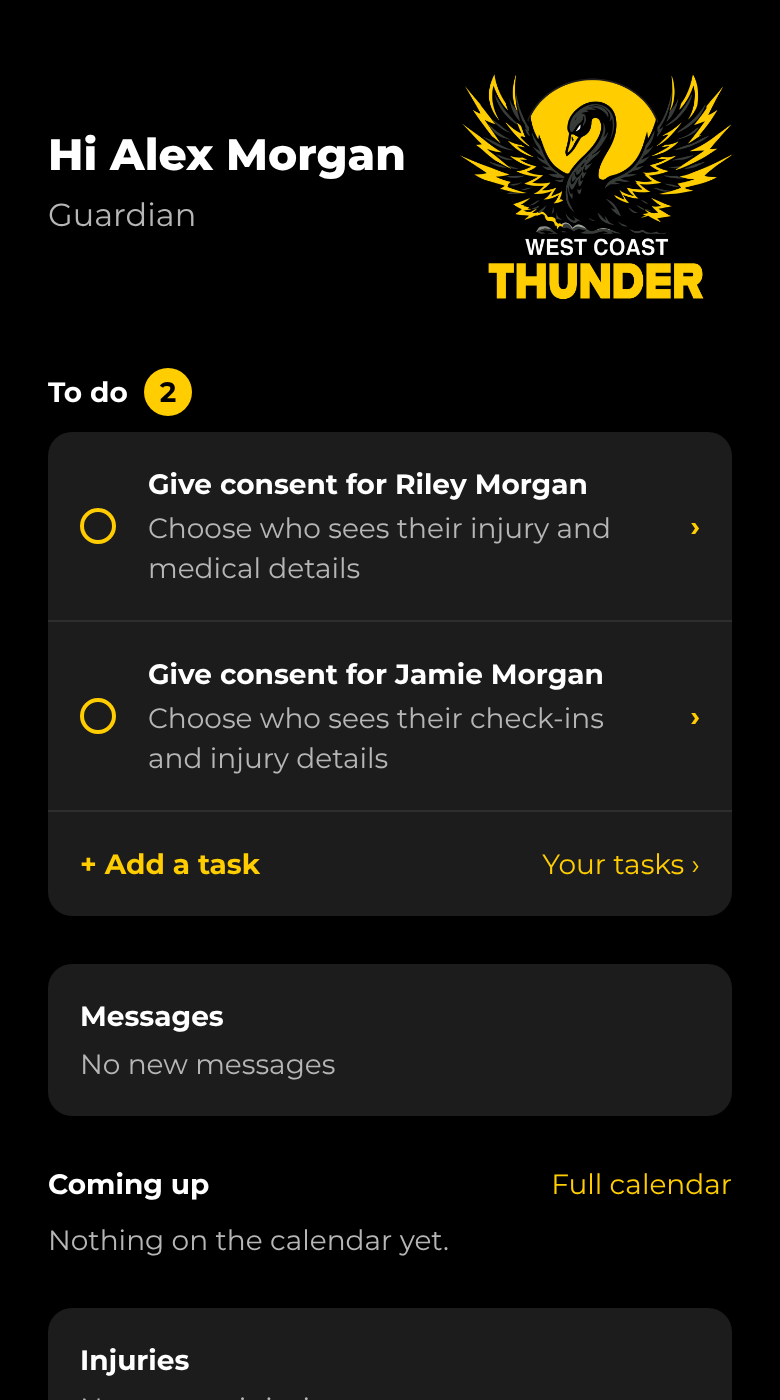 Hi Alex Morgan
Guardian
WEST COAST
THUNDER
To do 2
Give consent for Riley Morgan
Choose who sees their injury and
medical details
›
Give consent for Jamie Morgan
Choose who sees their check-ins
and injury details
›
+ Add a task
Your tasks ›
Messages
No new messages
Coming up
Full calendar
Nothing on the calendar yet.
Injuries